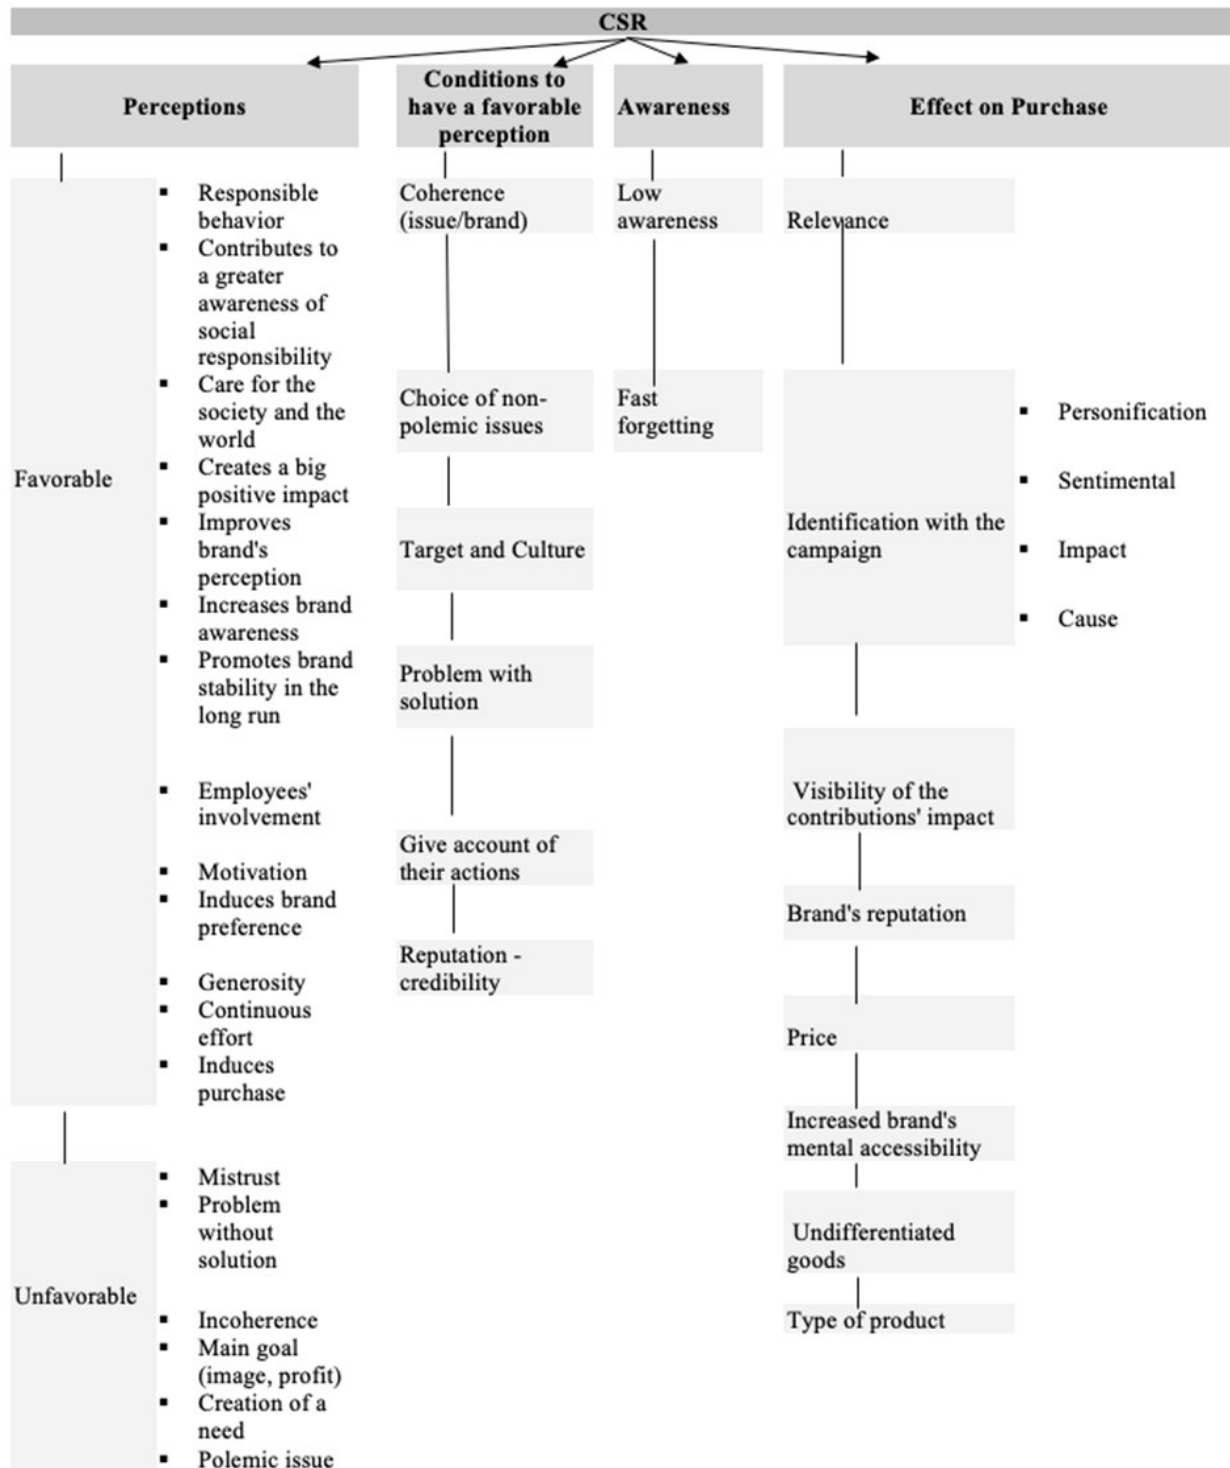 CSR
Perceptions
Conditions to
have a favorable
perception
Awareness
Effect on Purchase
Favorable
▪ Responsible
behavior
▪ Contributes to
a greater
awareness of
social
responsibility
▪ Care for the
society and the
world
▪ Creates a big
positive impact
▪ Improves
brand's
perception
▪ Increases brand
awareness
▪ Promotes brand
stability in the
long run
▪ Employees'
involvement
▪ Motivation
▪ Induces brand
preference
▪ Generosity
▪ Continuous
effort
▪ Induces
purchase
Unfavorable
▪ Mistrust
▪ Problem
without
solution
▪ Incoherence
▪ Main goal
(image, profit)
▪ Creation of a
need
▪ Polemic issue
Coherence
(issue/brand)
Choice of non-
polemic issues
Target and Culture
Problem with
solution
Give account of
their actions
Reputation -
credibility
Low
awareness
Fast
forgetting
Relevance
Identification with the
campaign
▪ Personification
▪ Sentimental
▪ Impact
▪ Cause
Visibility of the
contributions' impact
Brand's reputation
Price
Increased brand's
mental accessibility
Undifferentiated
goods
Type of product